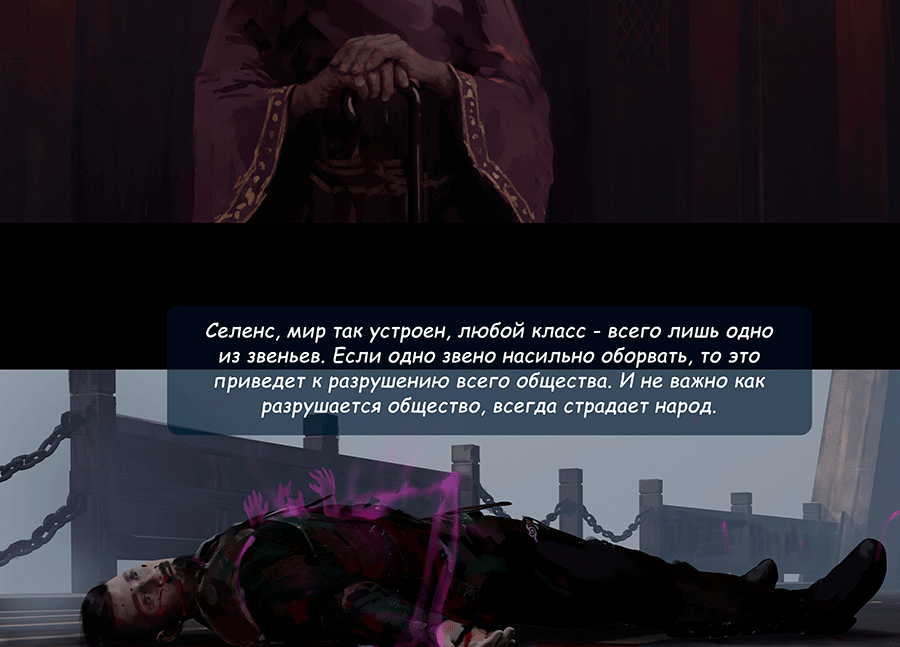 Селенс, мир так устроен, любой класс - всего лишь одно
из звеньев. Если одно звено насильно оборвать, то это
приведет к разрушению всего общества. И не важно как
разрушается общество, всегда страдает народ.